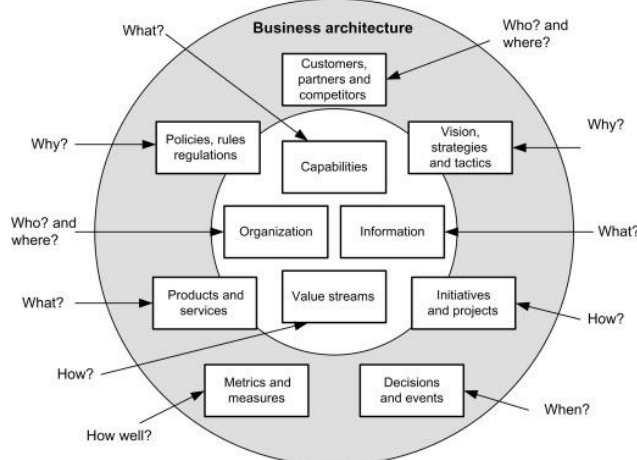 What?
Business architecture
Who? and
where?
Customers,
partners and
competitors
Why?
Policies, rules
regulations
Vision,
strategies
and tactics
Why?
Capabilities
Who? and
where?
Organization
Information
What?
What?
Products and
services
Value streams
Initiatives
and projects
How?
How?
Metrics and
measures
Decisions
and events
When?
How well?